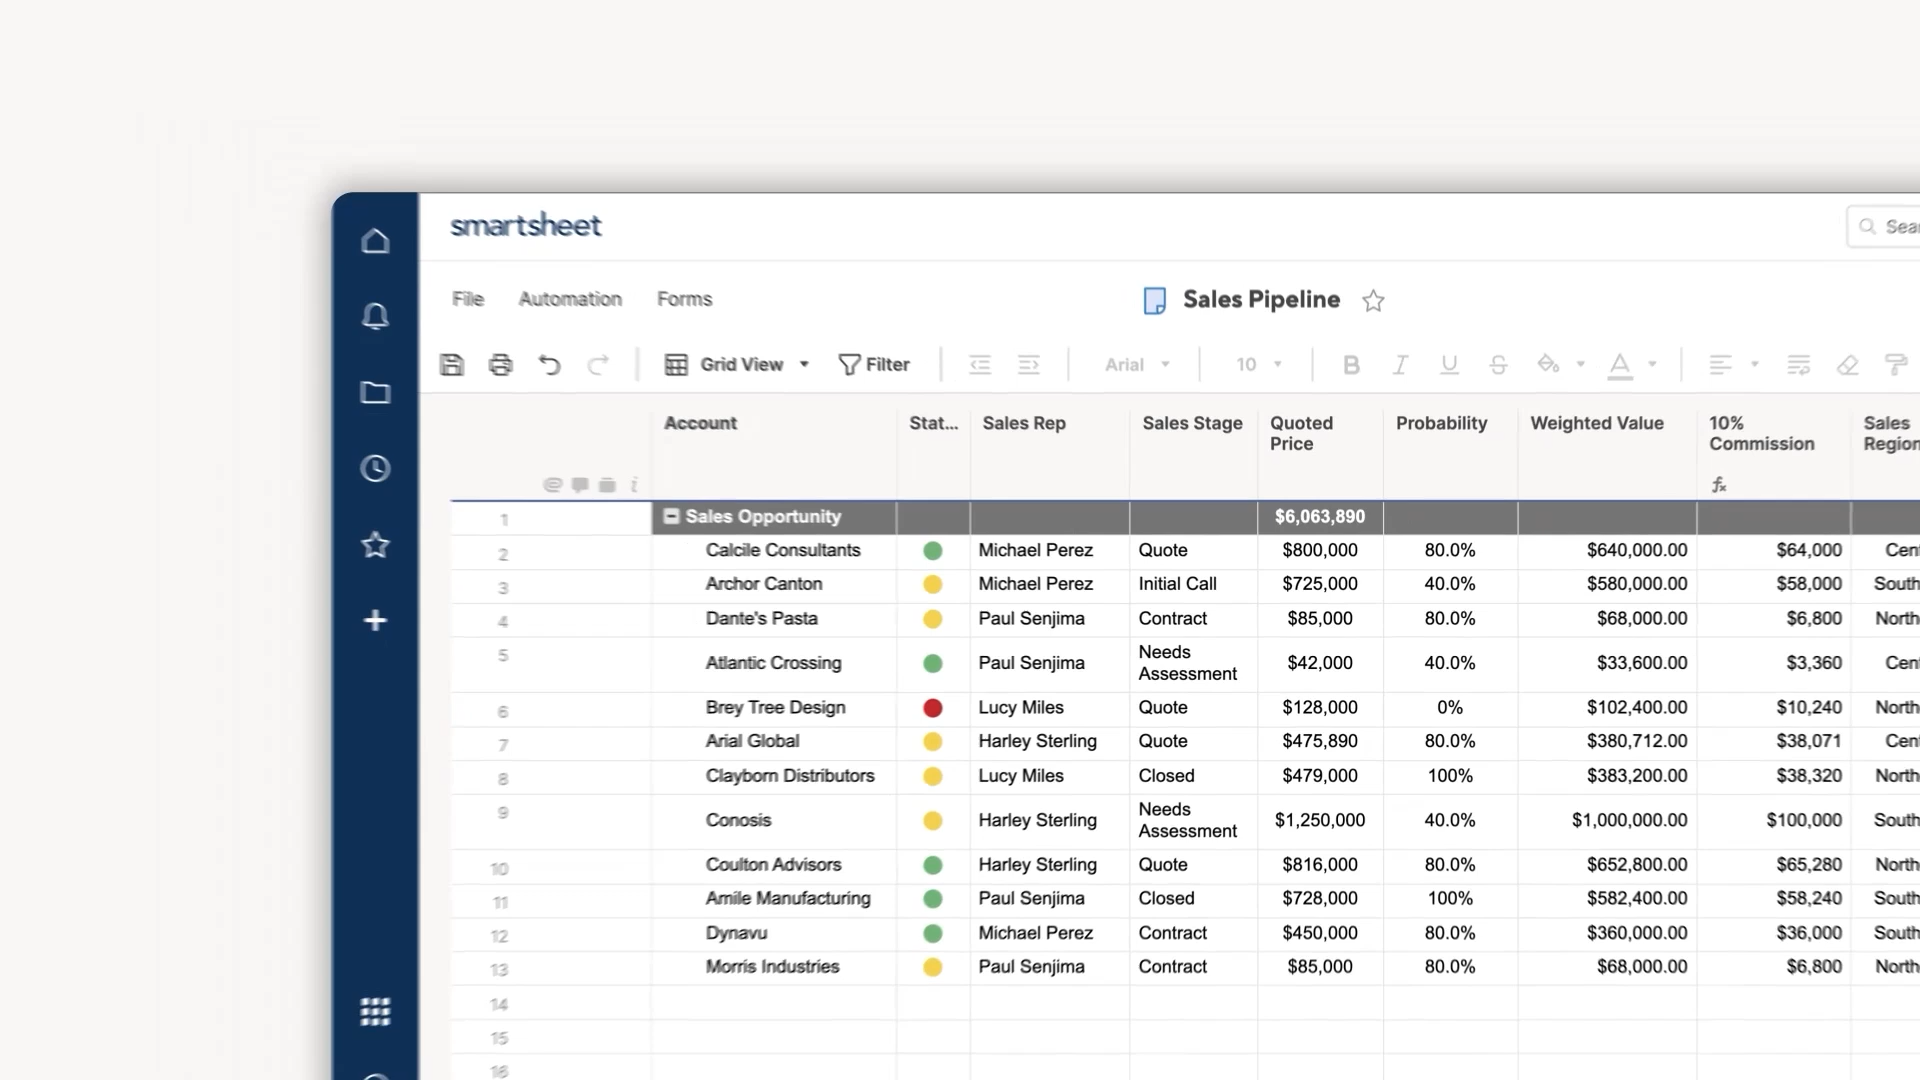 smartsheet
Sear
File Automation Forms
Sales Pipeline
Grid View Filter Arial 10 B I U S A
Account Stat... Sales Rep Sales Stage Quoted Price Probability Weighted Value 10% Commission Sales Region
fx
1 Sales Opportunity $6,063,890
2 Calcile Consultants Michael Perez Quote $800,000 80.0% $640,000.00 $64,000 Cent
3 Archor Canton Michael Perez Initial Call $725,000 40.0% $580,000.00 $58,000 South
4 Dante's Pasta Paul Senjima Contract $85,000 80.0% $68,000.00 $6,800 North
5 Atlantic Crossing Paul Senjima Needs Assessment $42,000 40.0% $33,600.00 $3,360 Cent
6 Brey Tree Design Lucy Miles Quote $128,000 0% $102,400.00 $10,240 North
7 Arial Global Harley Sterling Quote $475,890 80.0% $380,712.00 $38,071 Cent
8 Clayborn Distributors Lucy Miles Closed $479,000 100% $383,200.00 $38,320 North
9 Conosis Harley Sterling Needs Assessment $1,250,000 40.0% $1,000,000.00 $100,000 South
10 Coulton Advisors Harley Sterling Quote $816,000 80.0% $652,800.00 $65,280 North
11 Amile Manufacturing Paul Senjima Closed $728,000 100% $582,400.00 $58,240 South
12 Dynavu Michael Perez Contract $450,000 80.0% $360,000.00 $36,000 South
13 Morris Industries Paul Senjima Contract $85,000 80.0% $68,000.00 $6,800 North
14
15
16